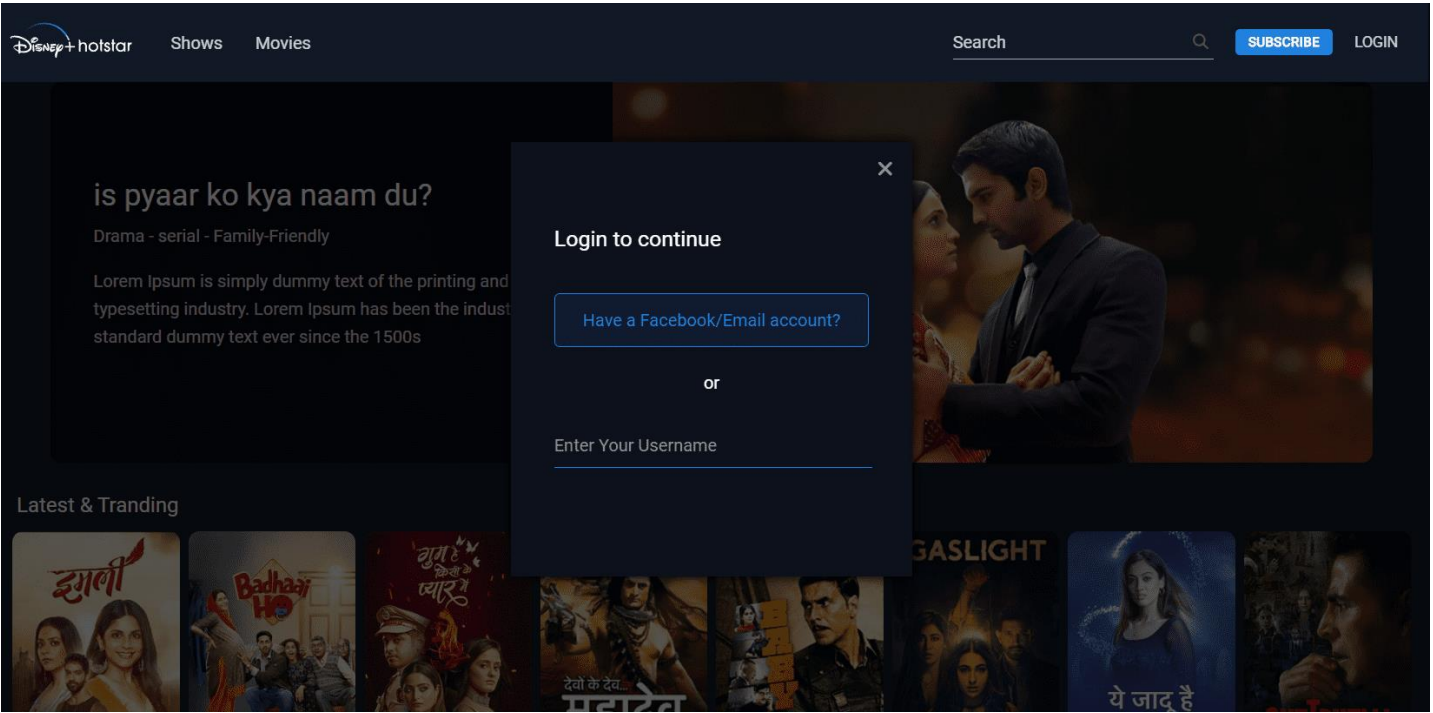 Disney+ hotstar
Shows
Movies
Search
SUBSCRIBE
LOGIN
is pyaar ko kya naam du?
Drama - serial - Family-Friendly
Lorem Ipsum is simply dummy text of the printing and
typesetting industry. Lorem Ipsum has been the indust
standard dummy text ever since the 1500s
Login to continue
Have a Facebook/Email account?
or
Enter Your Username
Latest & Tranding
इमली
Badhaai
HO
गुम है
किसी के
प्यार में
देवों के देव...
महादेव
GASLIGHT
ये जादू है